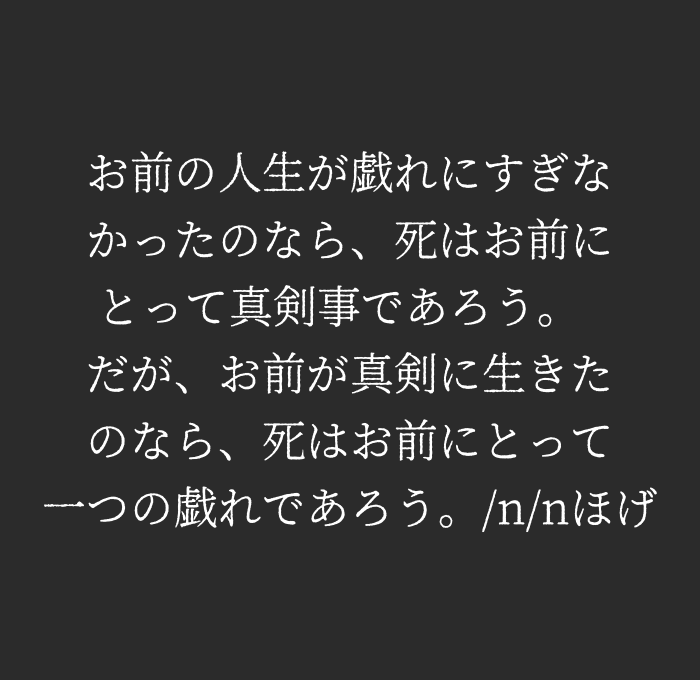 お前の人生が戯れにすぎな
かったのなら、死はお前に
とって真剣事であろう。
だが、お前が真剣に生きた
のなら、死はお前にとって
一つの戯れであろう。/n/nほげ